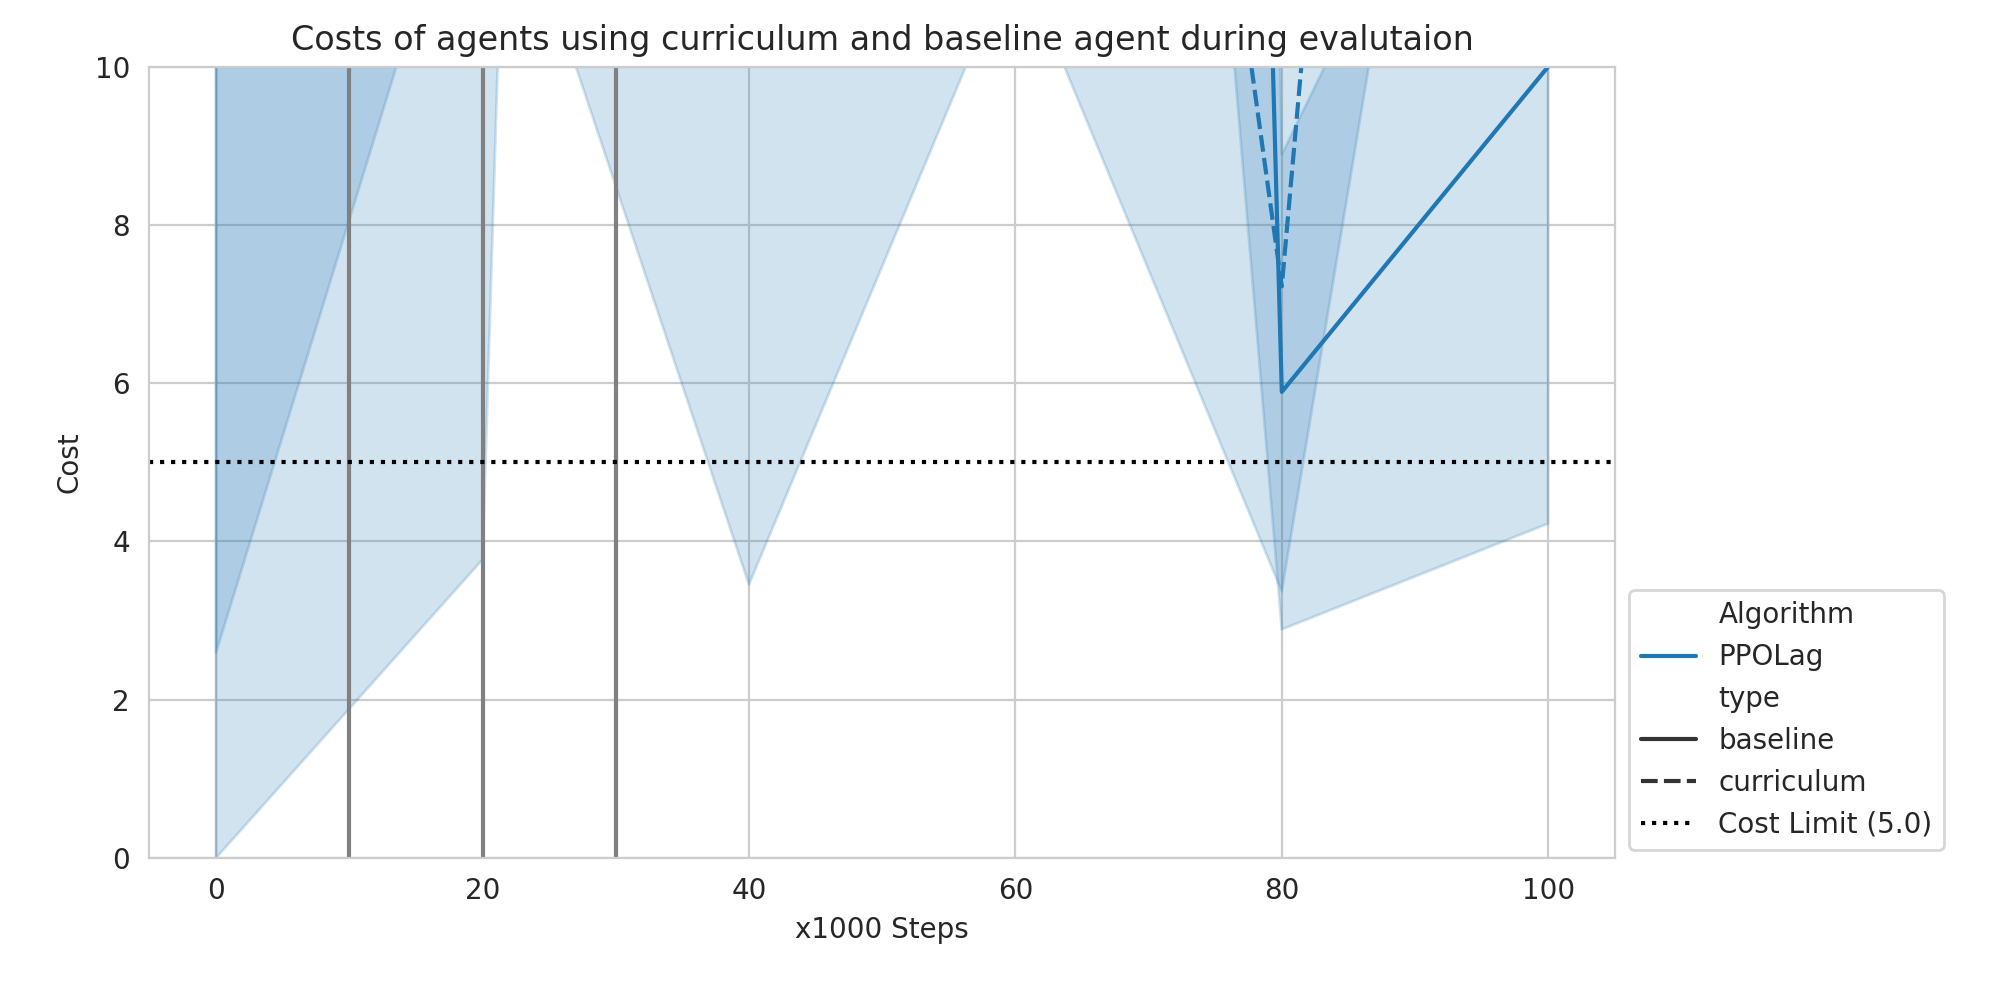 Costs of agents using curriculum and baseline agent during evalutaion
10
8
6
4
2
0
Cost
0 20 40 60 80 100
x1000 Steps
Algorithm
PPOLag
type
baseline
curriculum
Cost Limit (5.0)